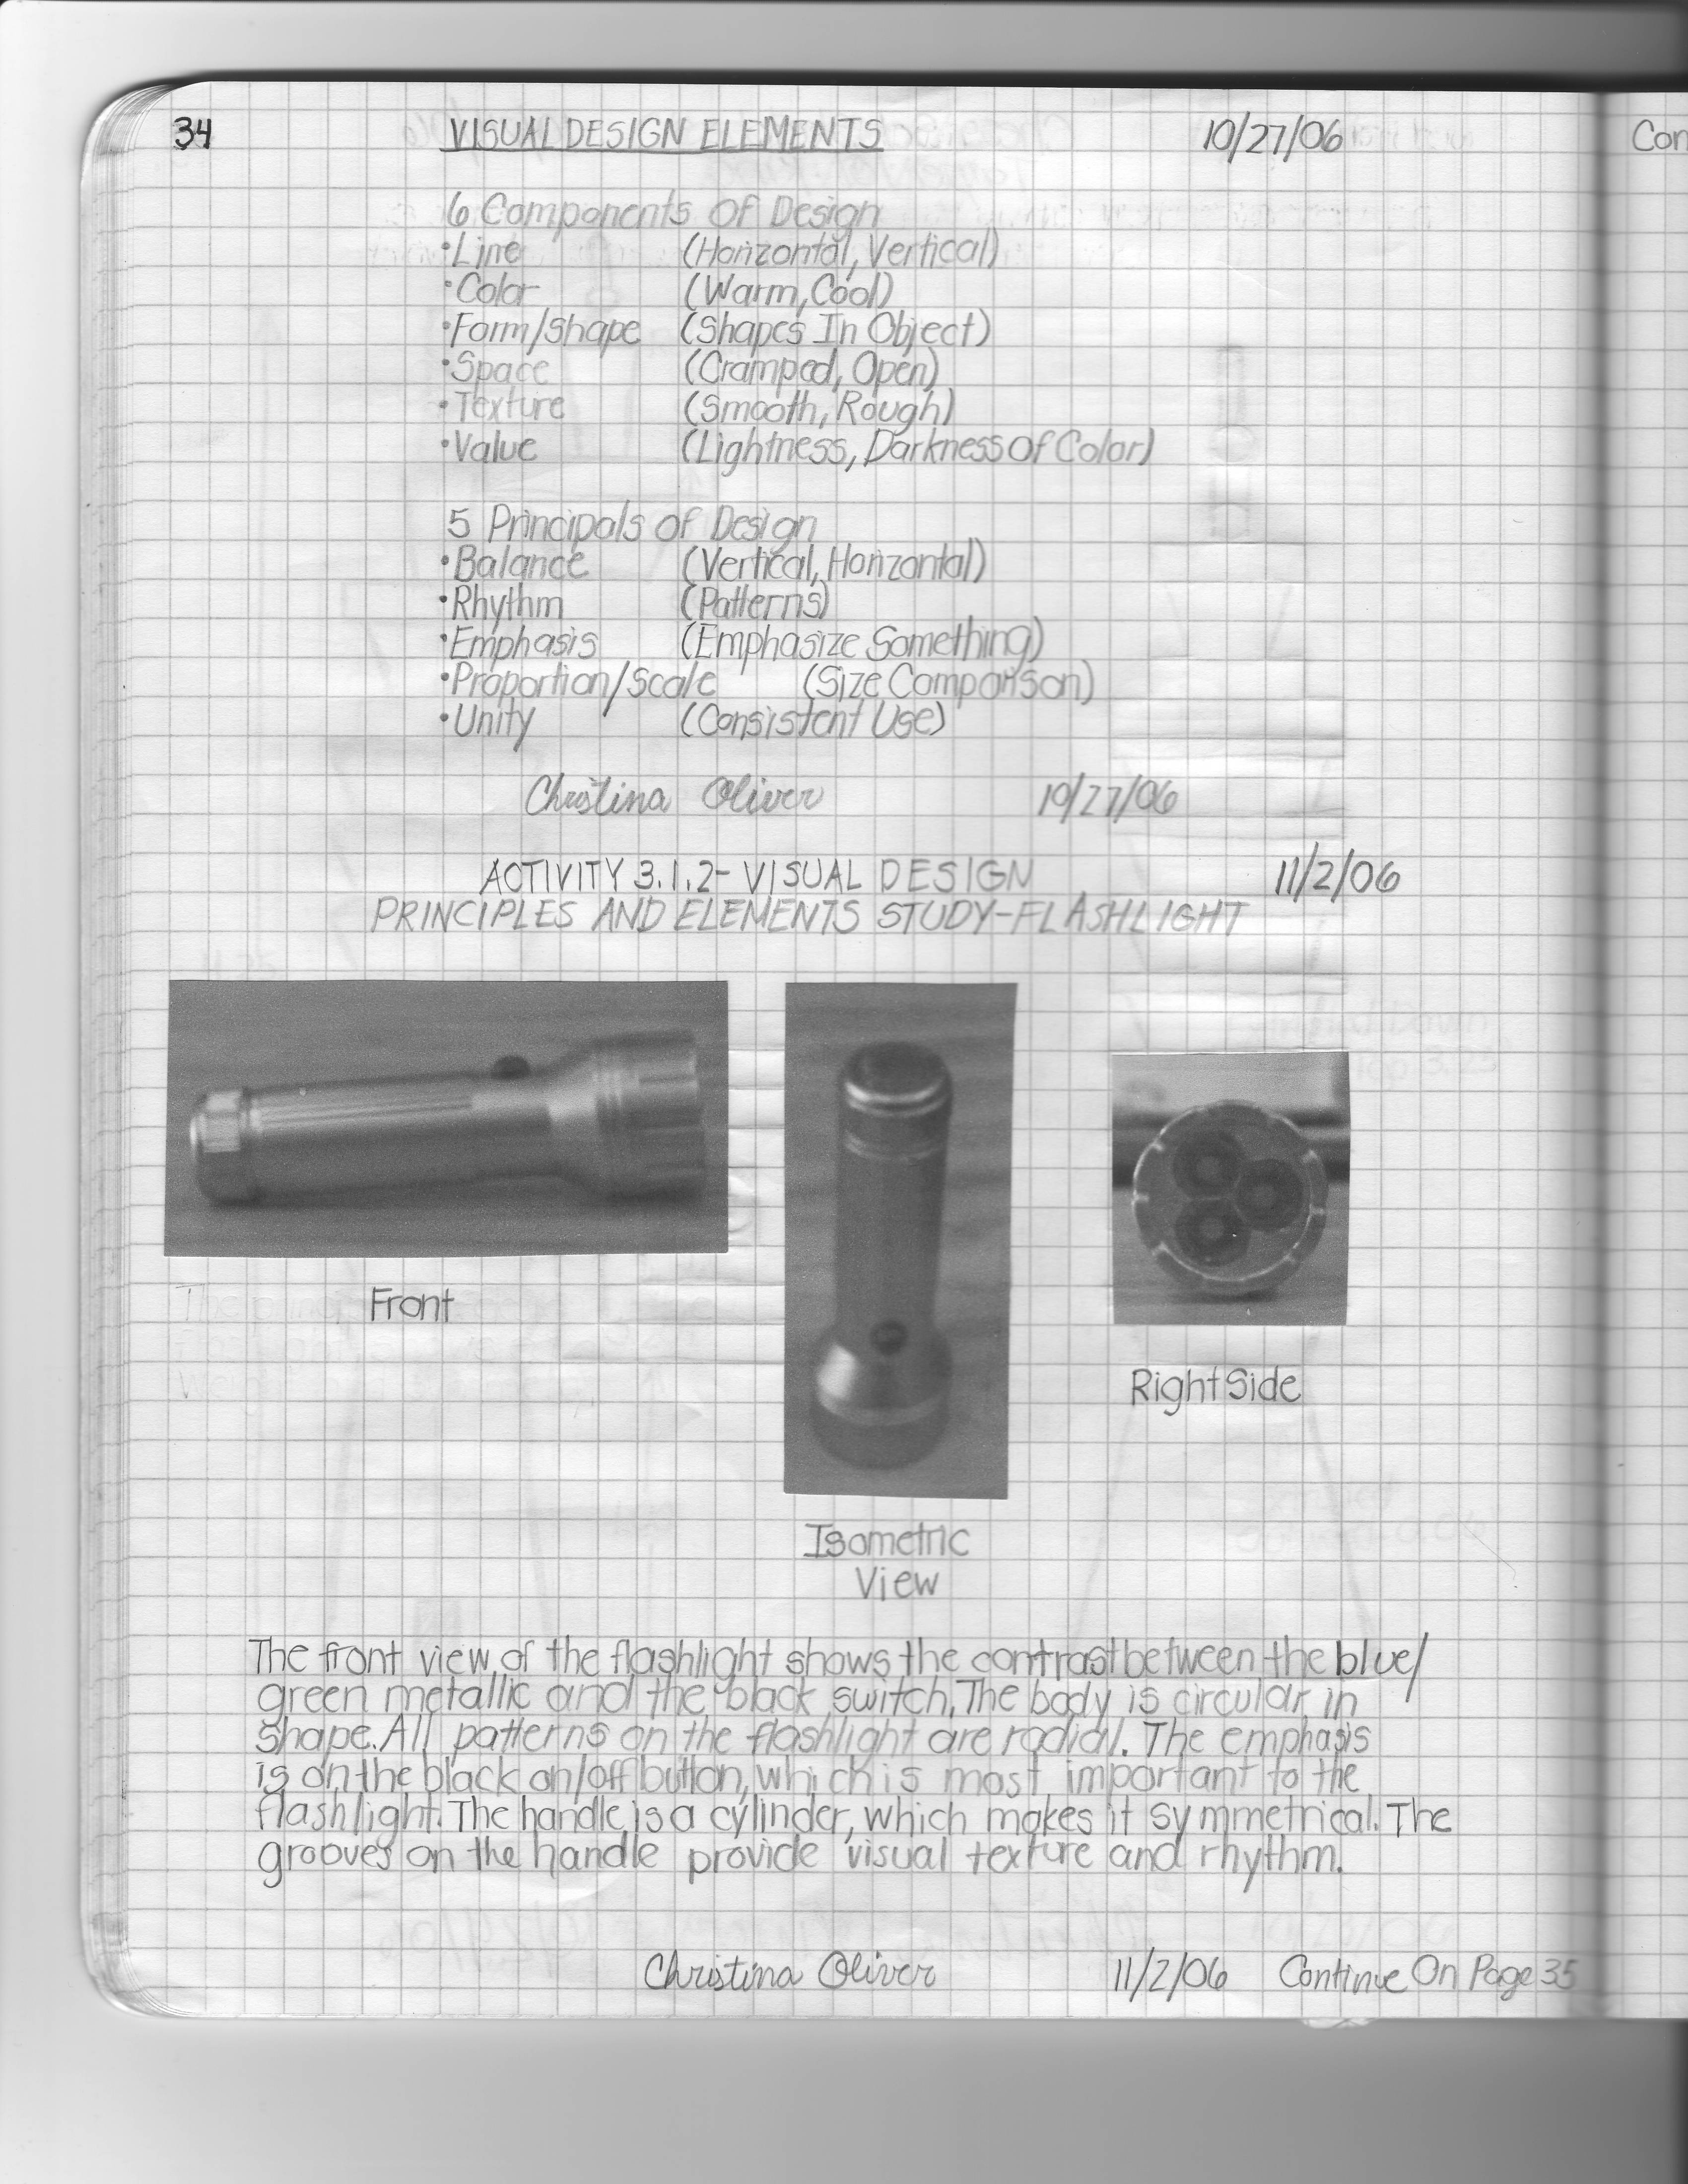 34 VISUAL DESIGN ELEMENTS 10/27/06 Con
6 Components Of Design
•Line (Horizontal, Vertical)
•Color (Warm, Cool)
•Form/Shape (Shapes In Object)
•Space (Cramped, Open)
•Texture (Smooth, Rough)
•Value (Lightness, Darkness Of Color)
5 Principals of Design
•Balance (Vertical, Horizontal)
•Rhythm (Patterns)
•Emphasis (Emphasize Something)
•Proportion/Scale (Size Comparison)
•Unity (Consistent Use)
Christina Oliver 10/27/06
ACTIVITY 3.1.2- VISUAL DESIGN 11/2/06
PRINCIPLES AND ELEMENTS STUDY-FLASHLIGHT
Front
Right Side
Isometric
View
The front view of the flashlight shows the contrast between the blue/
green metallic and the black switch. The body is circular in
shape. All patterns on the flashlight are radial. The emphasis
is on the black on/off button, which is most important to the
flashlight. The handle is a cylinder, which makes it symmetrical. The
grooves on the handle provide visual texture and rhythm.
Christina Oliver 11/2/06 Continue On Page 35